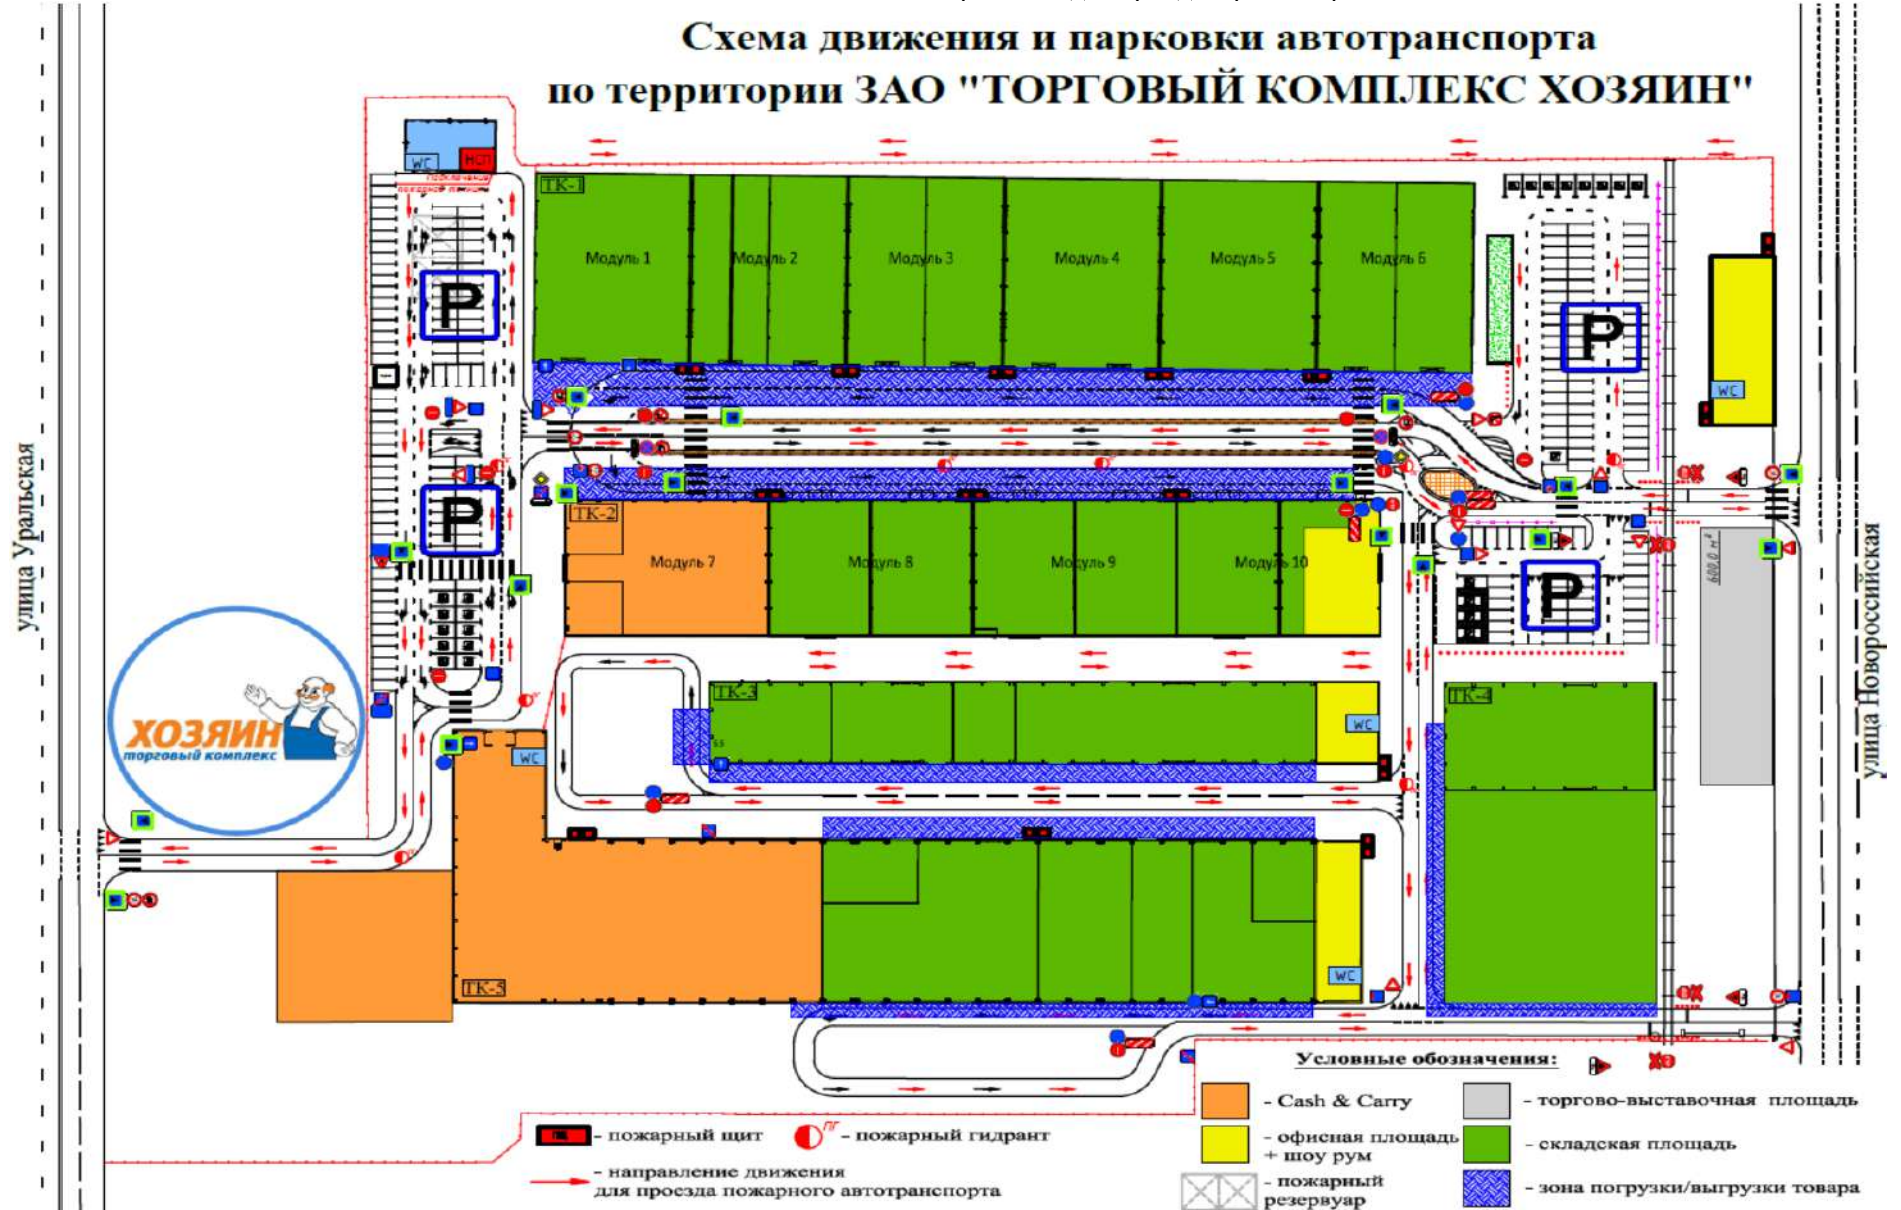 Схема движения и парковки автотранспорта
по территории ЗАО "ТОРГОВЫЙ КОМПЛЕКС ХОЗЯИН"
WC
НСП
ТК-1
Модуль 1
Модуль 2
Модуль 3
Модуль 4
Модуль 5
Модуль 6
P
P
WC
P
улица Уральская
ТК-2
Модуль 7
Модуль 8
Модуль 9
Модуль 10
P
600,0 м²
улица Новороссийская
ХОЗЯИН
торговый комплекс
ТК-3
WC
ТК-4
WC
ТК-5
WC
Условные обозначения:
- Cash & Carry
- торгово-выставочная площадь
- пожарный щит
ПГ
- пожарный гидрант
- офисная площадь
+ шоу рум
- складская площадь
- направление движения
для проезда пожарного автотранспорта
- пожарный
резервуар
- зона погрузки/выгрузки товара